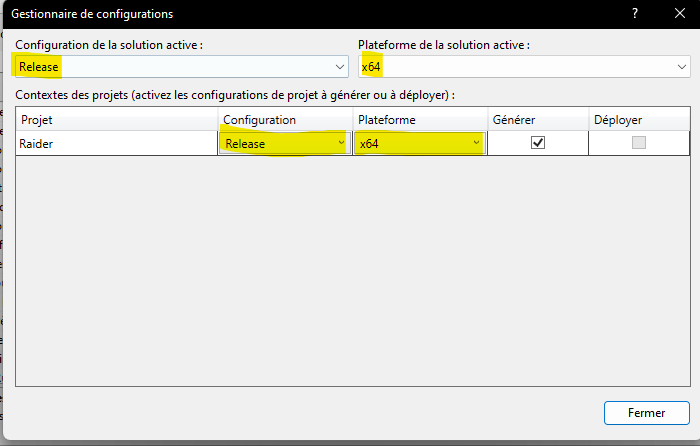 Gestionnaire de configurations
Configuration de la solution active :
Plateforme de la solution active :
Release
x64
Contextes des projets (activez les configurations de projet à générer ou à déployer) :
Projet Configuration Plateforme Générer Déployer
Raider Release x64
Fermer